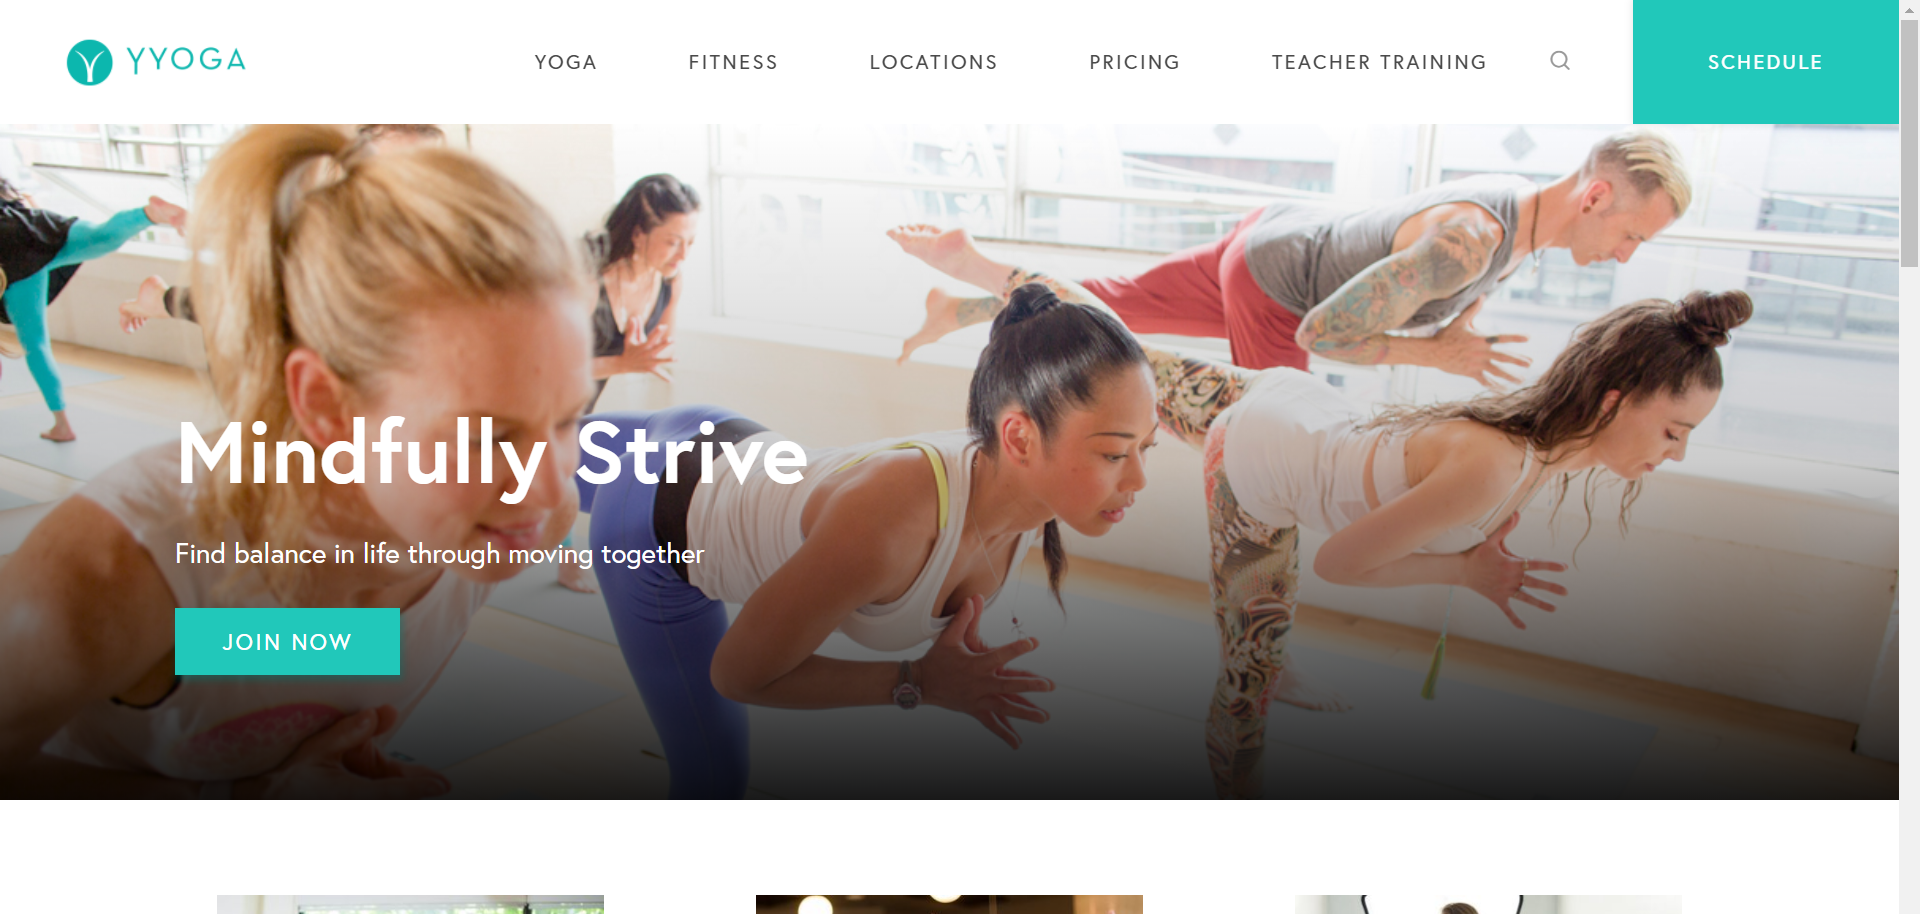 YYOGA
YOGA
FITNESS
LOCATIONS
PRICING
TEACHER TRAINING
SCHEDULE
Mindfully Strive
Find balance in life through moving together
JOIN NOW